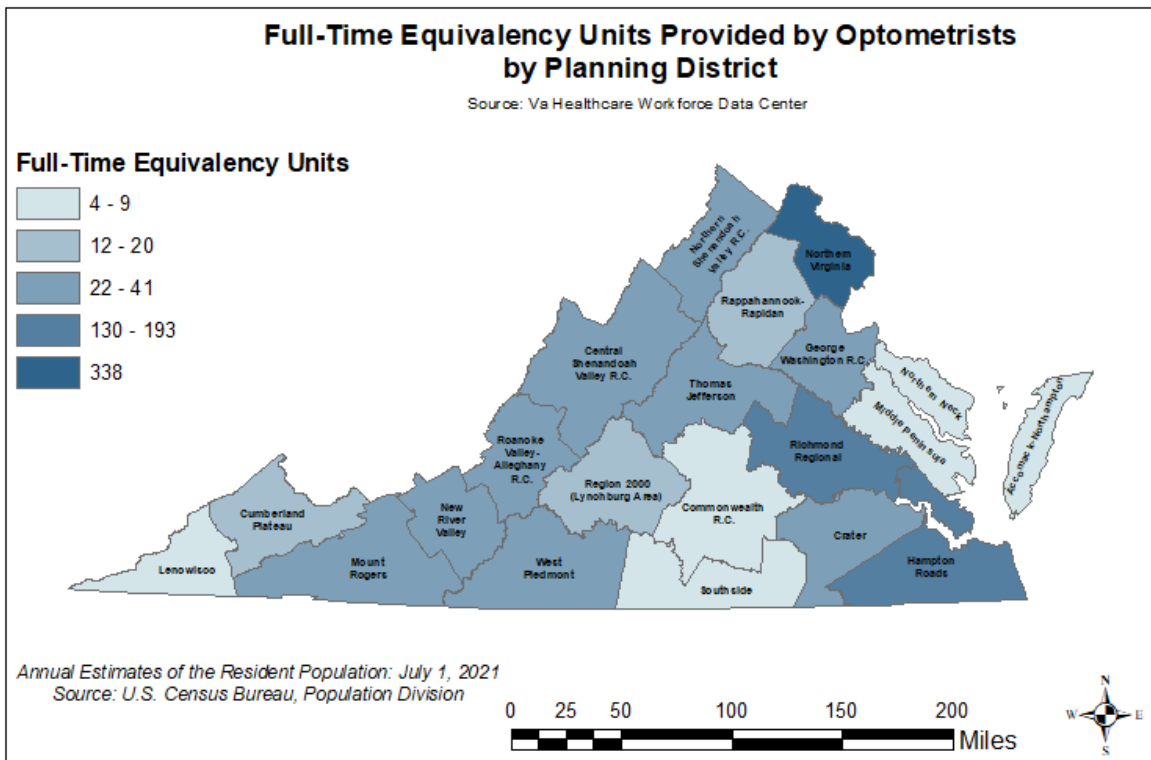 Full-Time Equivalency Units Provided by Optometrists
by Planning District
Source: Va Healthcare Workforce Data Center
Full-Time Equivalency Units
4 - 9
12 - 20
22 - 41
130 - 193
338
Northern
Shenandoah
Valley R.C.
Northern
Virginia
Rappahannock-
Rapidan
Central
Shenandoah
Valley R.C.
George
Washington R.C.
Northern Neck
Thomas
Jefferson
Middle Peninsula
Accomack-Northampton
Roanoke
Valley-
Alleghany
R.C.
Richmond
Regional
Region 2000
(Lynchburg Area)
Commonwealth
R.C.
Cumberland
Plateau
New
River
Valley
Crater
Lenowisco
Mount
Rogers
West
Piedmont
Southside
Hampton
Roads
Annual Estimates of the Resident Population: July 1, 2021
Source: U.S. Census Bureau, Population Division
0 25 50 100 150 200
Miles
N
W E
S